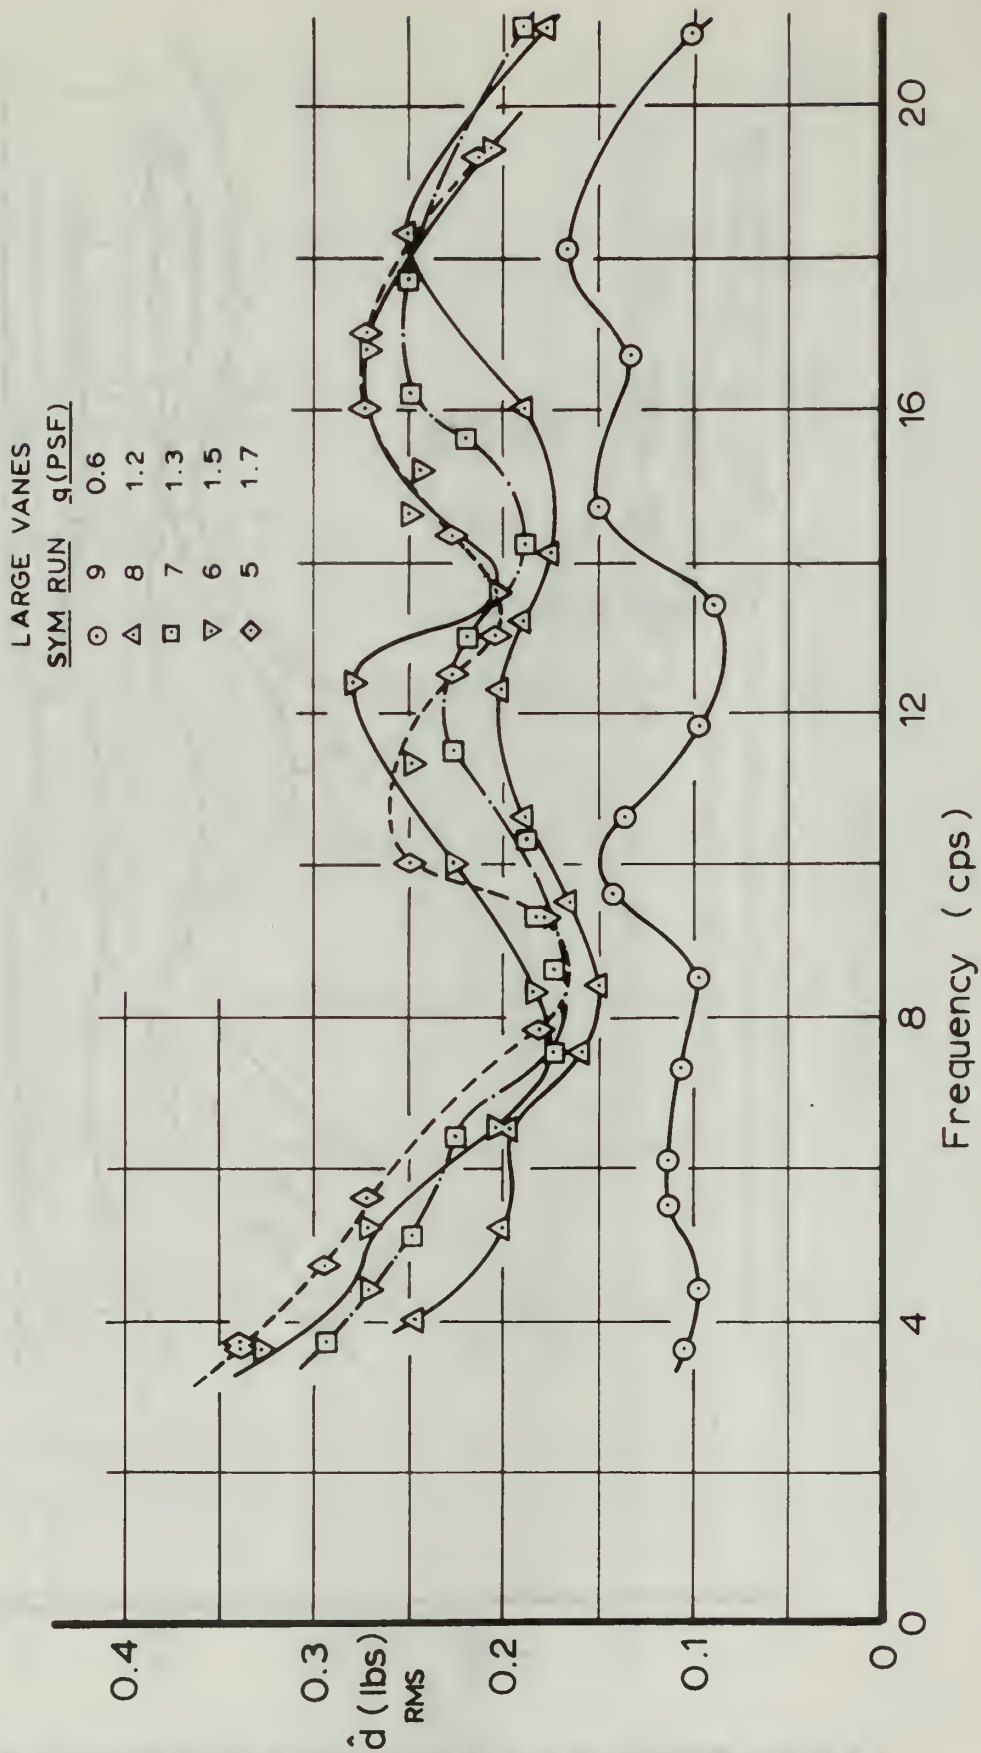 LARGE VANES
SYM RUN q(PSF)
⊙ 9 0.6
△ 8 1.2
□ 7 1.3
▽ 6 1.5
◇ 5 1.7
0.4
0.3
0.2
0.1
0
d̂ (lbs)
RMS
0 4 8 12 16 20
Frequency (cps)